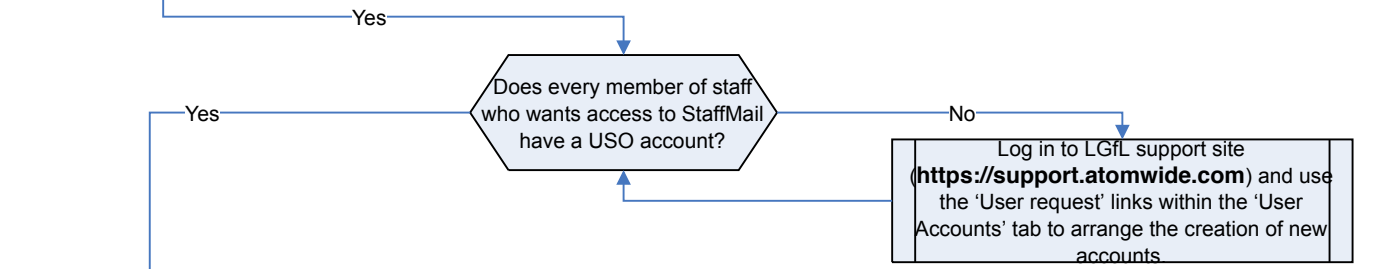 Yes
Does every member of staff
who wants access to StaffMail
have a USO account?
Yes
No
Log in to LGfL support site
(https://support.atomwide.com) and use
the ‘User request’ links within the ‘User
Accounts’ tab to arrange the creation of new
accounts.